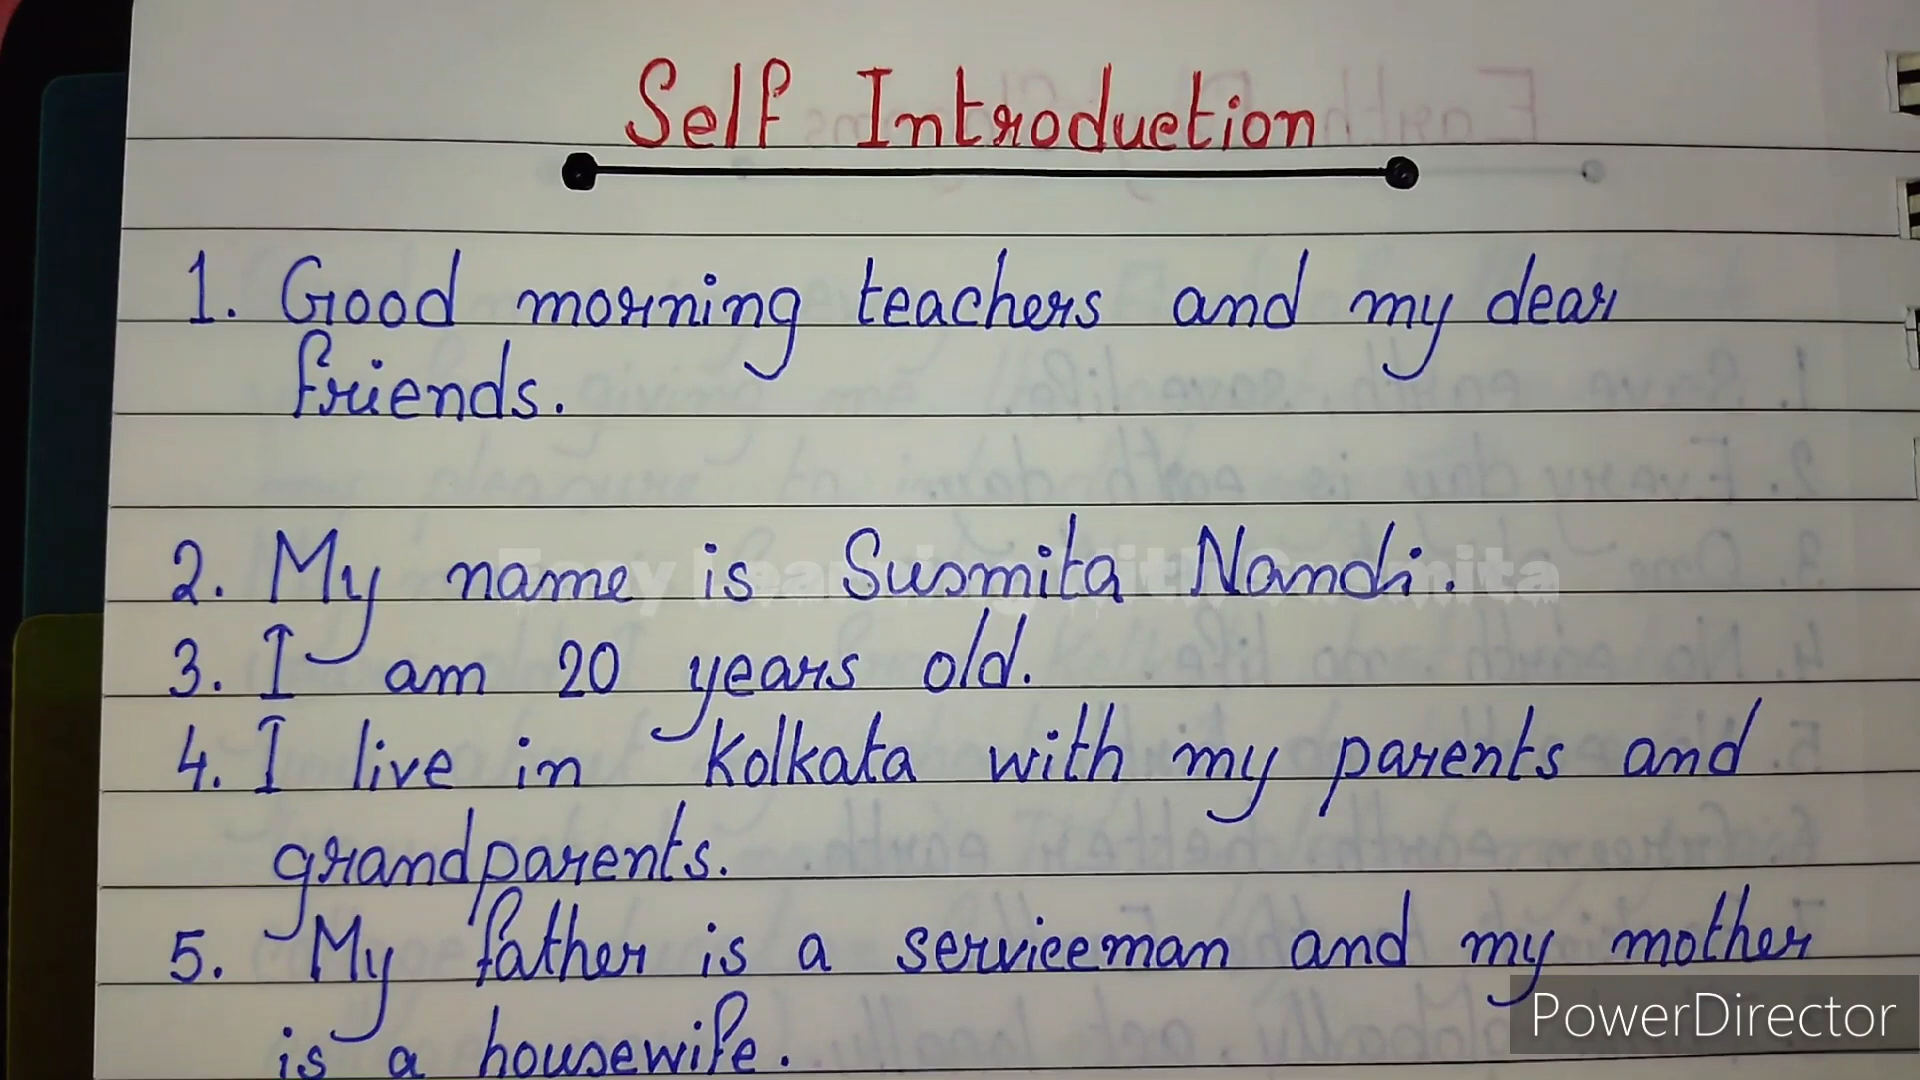 Self Introduction
1. Good morning teachers and my dear
friends.
2. My name is Susmita Nandi.
3. I am 20 years old.
4. I live in Kolkata with my parents and
grandparents.
5. My father is a serviceman and my mother
is a housewife.
PowerDirector